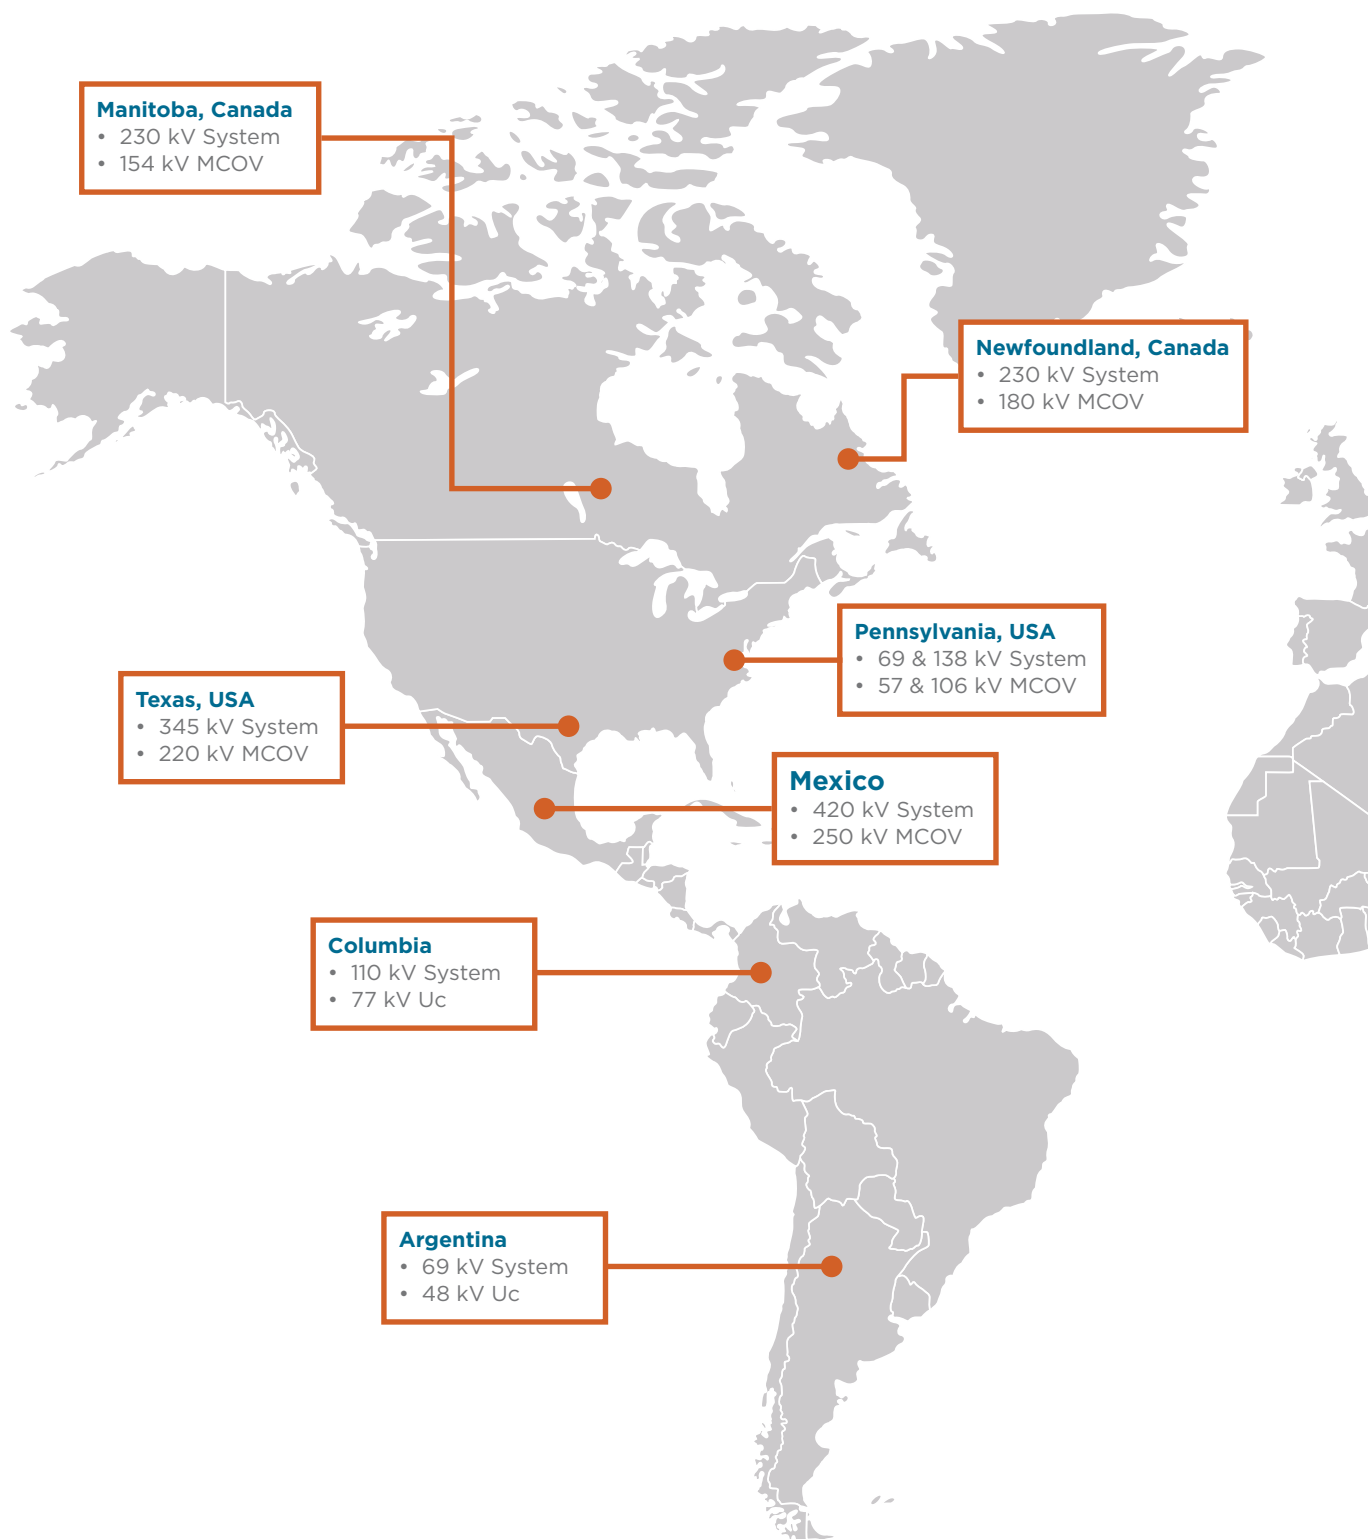 Manitoba, Canada
• 230 kV System
• 154 kV MCOV
Newfoundland, Canada
• 230 kV System
• 180 kV MCOV
Pennsylvania, USA
• 69 & 138 kV System
• 57 & 106 kV MCOV
Texas, USA
• 345 kV System
• 220 kV MCOV
Mexico
• 420 kV System
• 250 kV MCOV
Columbia
• 110 kV System
• 77 kV Uc
Argentina
• 69 kV System
• 48 kV Uc